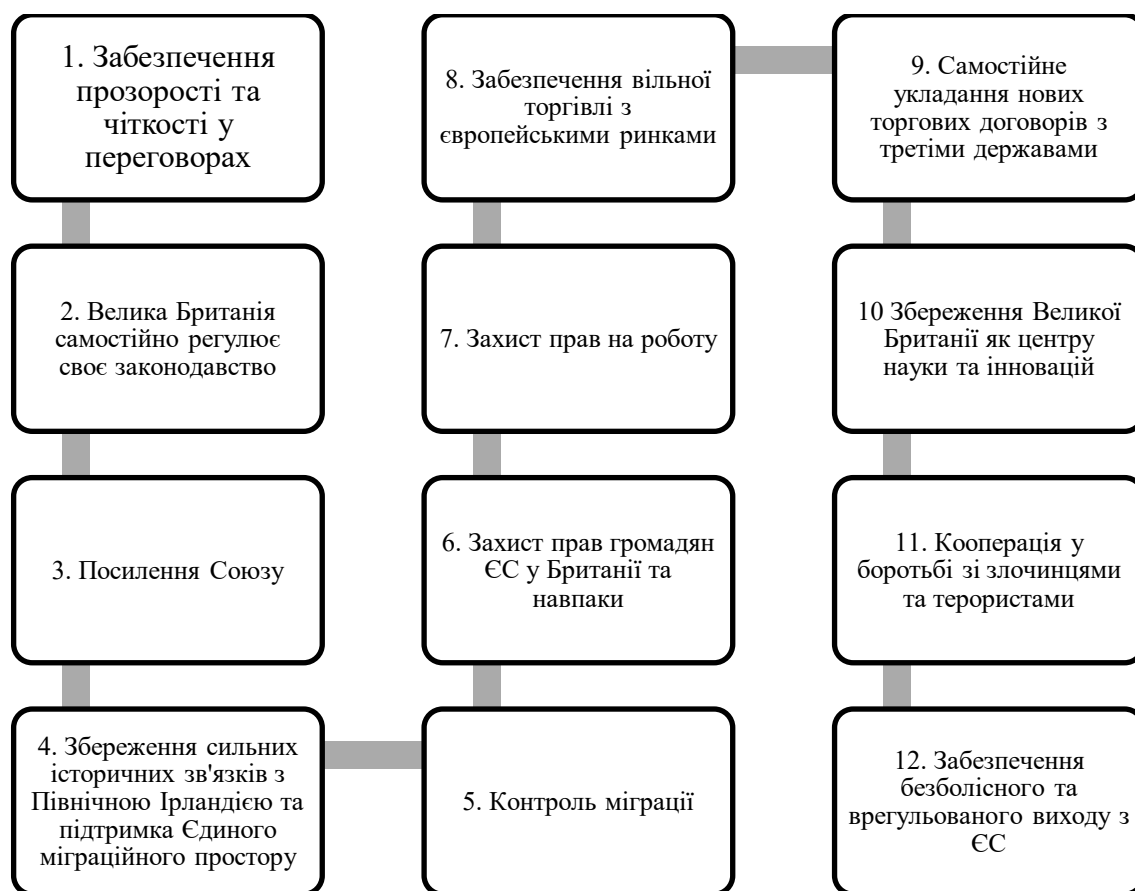 1. Забезпечення
прозорості та
чіткості у
переговорах
2. Велика Британія
самостійно регулює
своє законодавство
3. Посилення Союзу
4. Збереження сильних
історичних зв'язків з
Північною Ірландією та
підтримка Єдиного
міграційного простору
5. Контроль міграції
6. Захист прав громадян
ЄС у Британії та
навпаки
7. Захист прав на роботу
8. Забезпечення вільної
торгівлі з
європейськими ринками
9. Самостійне
укладання нових
торгових договорів з
третіми державами
10 Збереження Великої
Британії як центру
науки та інновацій
11. Кооперація у
боротьбі зі злочинцями
та терористами
12. Забезпечення
безболісного та
врегульованого виходу з
ЄС